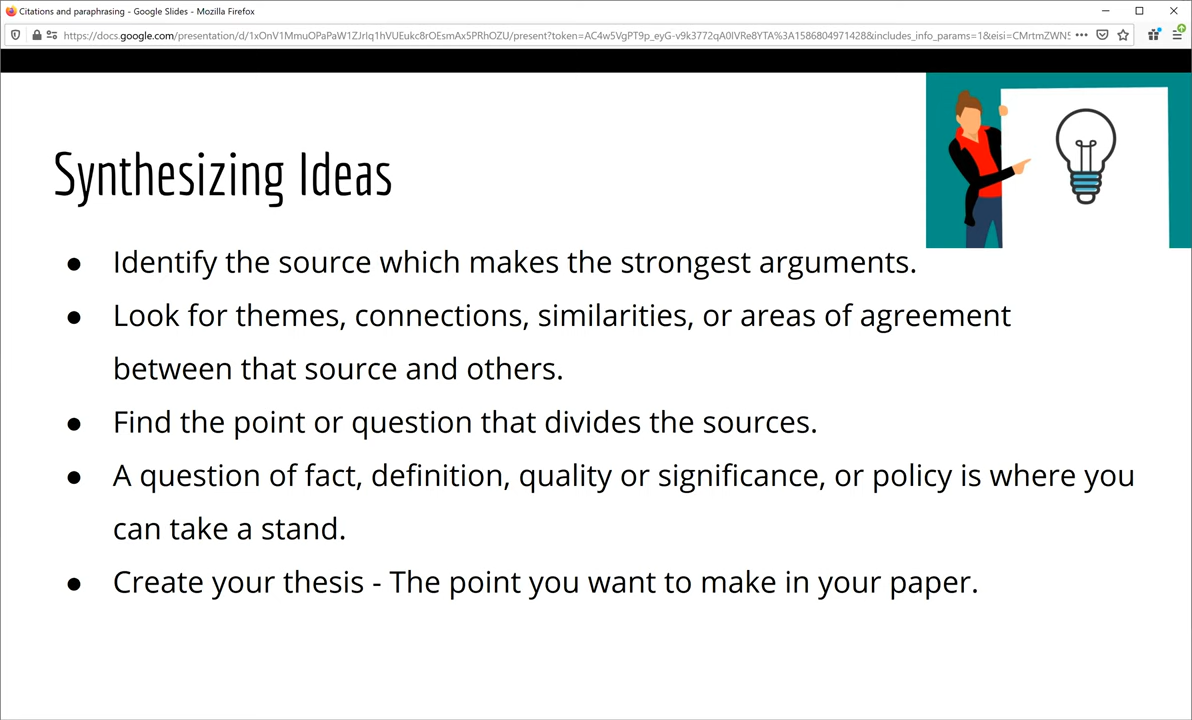 Citations and paraphrasing - Google Slides - Mozilla Firefox
https://docs.google.com/presentation/d/1xOnV1MmuOPaPaW1ZJrIq1hVUEukc8rOEsmAx5PRhOZU/present?token=AC4w5VgPT9p_eyG-v9k3772qA0IVRe8YTA%3A1586804971428&includes_info_params=1&eisi=CMrtmZWN5
Synthesizing Ideas
● Identify the source which makes the strongest arguments.
● Look for themes, connections, similarities, or areas of agreement
between that source and others.
● Find the point or question that divides the sources.
● A question of fact, definition, quality or significance, or policy is where you
can take a stand.
● Create your thesis - The point you want to make in your paper.